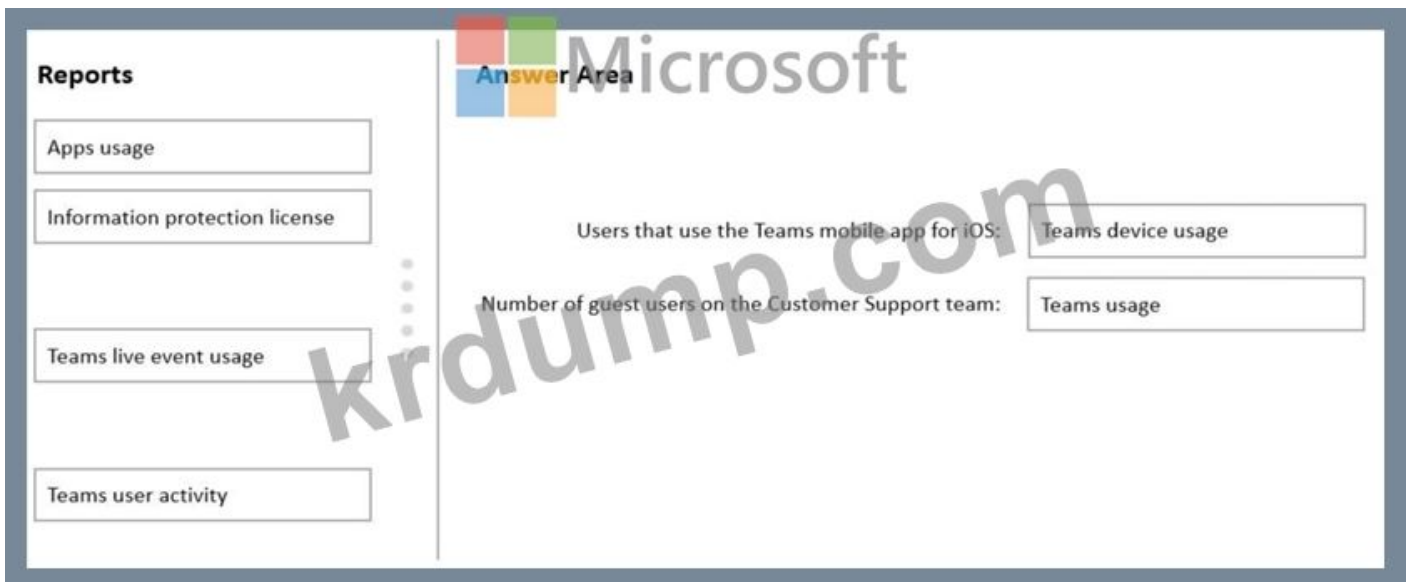 Microsoft
Reports
Answer Area
Apps usage
Information protection license
Teams live event usage
Teams user activity
Users that use the Teams mobile app for iOS:
Teams device usage
Number of guest users on the Customer Support team:
Teams usage
krdump.com